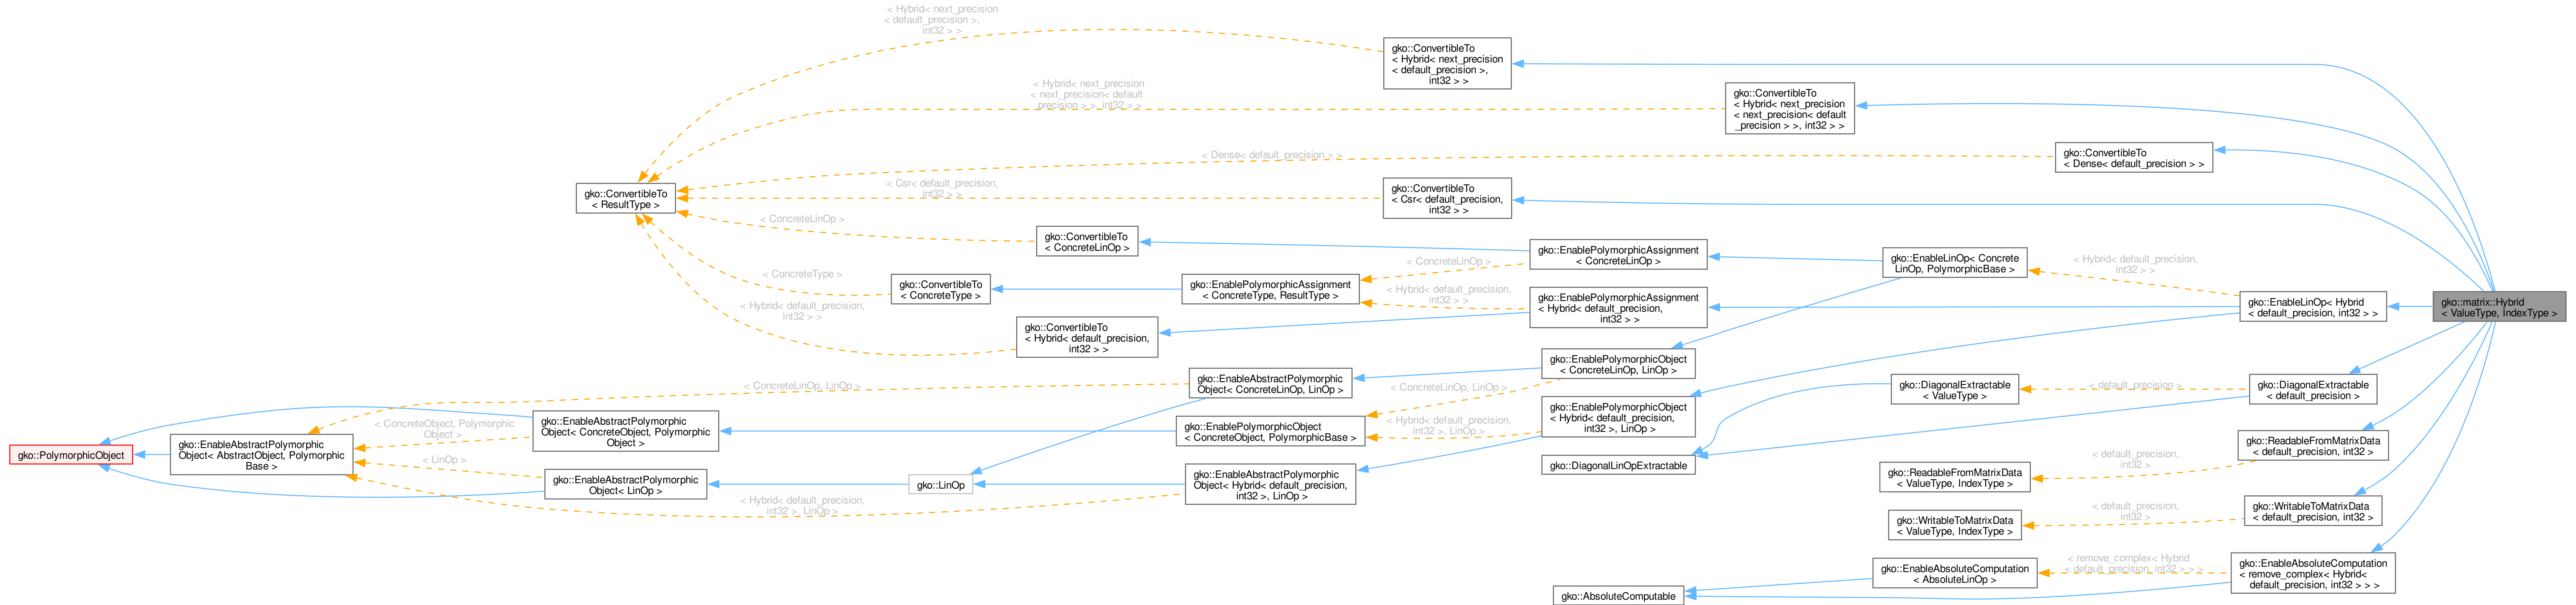 < Hybrid< next_precision
< default_precision >,
int32 > >
gko::ConvertibleTo
< Hybrid< next_precision
< default_precision >,
int32 > >
< Hybrid< next_precision
< next_precision< default
_precision > >, int32 > >
gko::ConvertibleTo
< Hybrid< next_precision
< next_precision< default
_precision > >, int32 > >
< Dense< default_precision > >
gko::ConvertibleTo
< Dense< default_precision > >
gko::ConvertibleTo
< ResultType >
< Csr< default_precision,
int32 > >
gko::ConvertibleTo
< Csr< default_precision,
int32 > >
< ConcreteLinOp >
gko::ConvertibleTo
< ConcreteLinOp >
gko::EnablePolymorphicAssignment
< ConcreteLinOp >
gko::EnableLinOp< Concrete
LinOp, PolymorphicBase >
< Hybrid< default_precision,
int32 > >
< ConcreteType >
gko::ConvertibleTo
< ConcreteType >
gko::EnablePolymorphicAssignment
< ConcreteType, ResultType >
< ConcreteLinOp >
< Hybrid< default_precision,
int32 > >
gko::EnablePolymorphicAssignment
< Hybrid< default_precision,
int32 > >
gko::EnableLinOp< Hybrid
< default_precision, int32 > >
gko::matrix::Hybrid
< ValueType, IndexType >
< Hybrid< default_precision,
int32 > >
gko::ConvertibleTo
< Hybrid< default_precision,
int32 > >
gko::EnablePolymorphicObject
< ConcreteLinOp, LinOp >
< ConcreteLinOp, LinOp >
gko::EnableAbstractPolymorphic
Object< ConcreteLinOp, LinOp >
< ConcreteLinOp, LinOp >
gko::DiagonalExtractable
< ValueType >
< default_precision >
gko::DiagonalExtractable
< default_precision >
gko::PolymorphicObject
gko::EnableAbstractPolymorphic
Object< AbstractObject, Polymorphic
Base >
< ConcreteObject, Polymorphic
Object >
gko::EnableAbstractPolymorphic
Object< ConcreteObject, Polymorphic
Object >
gko::EnablePolymorphicObject
< ConcreteObject, PolymorphicBase >
< Hybrid< default_precision,
int32 >, LinOp >
gko::EnablePolymorphicObject
< Hybrid< default_precision,
int32 >, LinOp >
gko::DiagonalLinOpExtractable
< LinOp >
gko::EnableAbstractPolymorphic
Object< LinOp >
gko::LinOp
gko::EnableAbstractPolymorphic
Object< Hybrid< default_precision,
int32 >, LinOp >
< Hybrid< default_precision,
int32 >, LinOp >
gko::ReadableFromMatrixData
< ValueType, IndexType >
< default_precision,
int32 >
gko::ReadableFromMatrixData
< default_precision, int32 >
gko::WritableToMatrixData
< ValueType, IndexType >
< default_precision,
int32 >
gko::WritableToMatrixData
< default_precision, int32 >
gko::AbsoluteComputable
gko::EnableAbsoluteComputation
< AbsoluteLinOp >
< remove_complex< Hybrid
< default_precision, int32 > > >
gko::EnableAbsoluteComputation
< remove_complex< Hybrid<
default_precision, int32 > > >